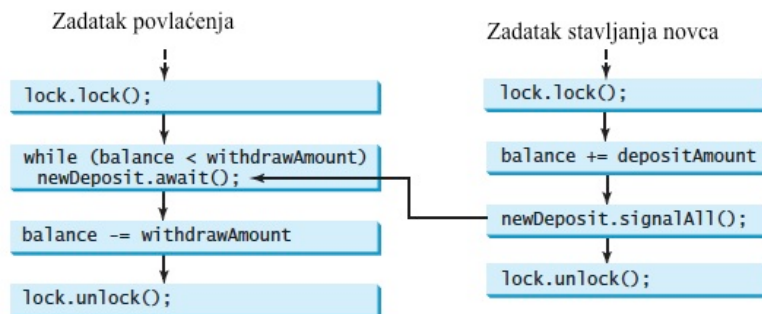 Zadatak povlaćenja
lock.lock();
while (balance < withdrawAmount)
newDeposit.await();
balance -= withdrawAmount
lock.unlock();
Zadatak stavljanja novca
lock.lock();
balance += depositAmount
newDeposit.signalAll();
lock.unlock();